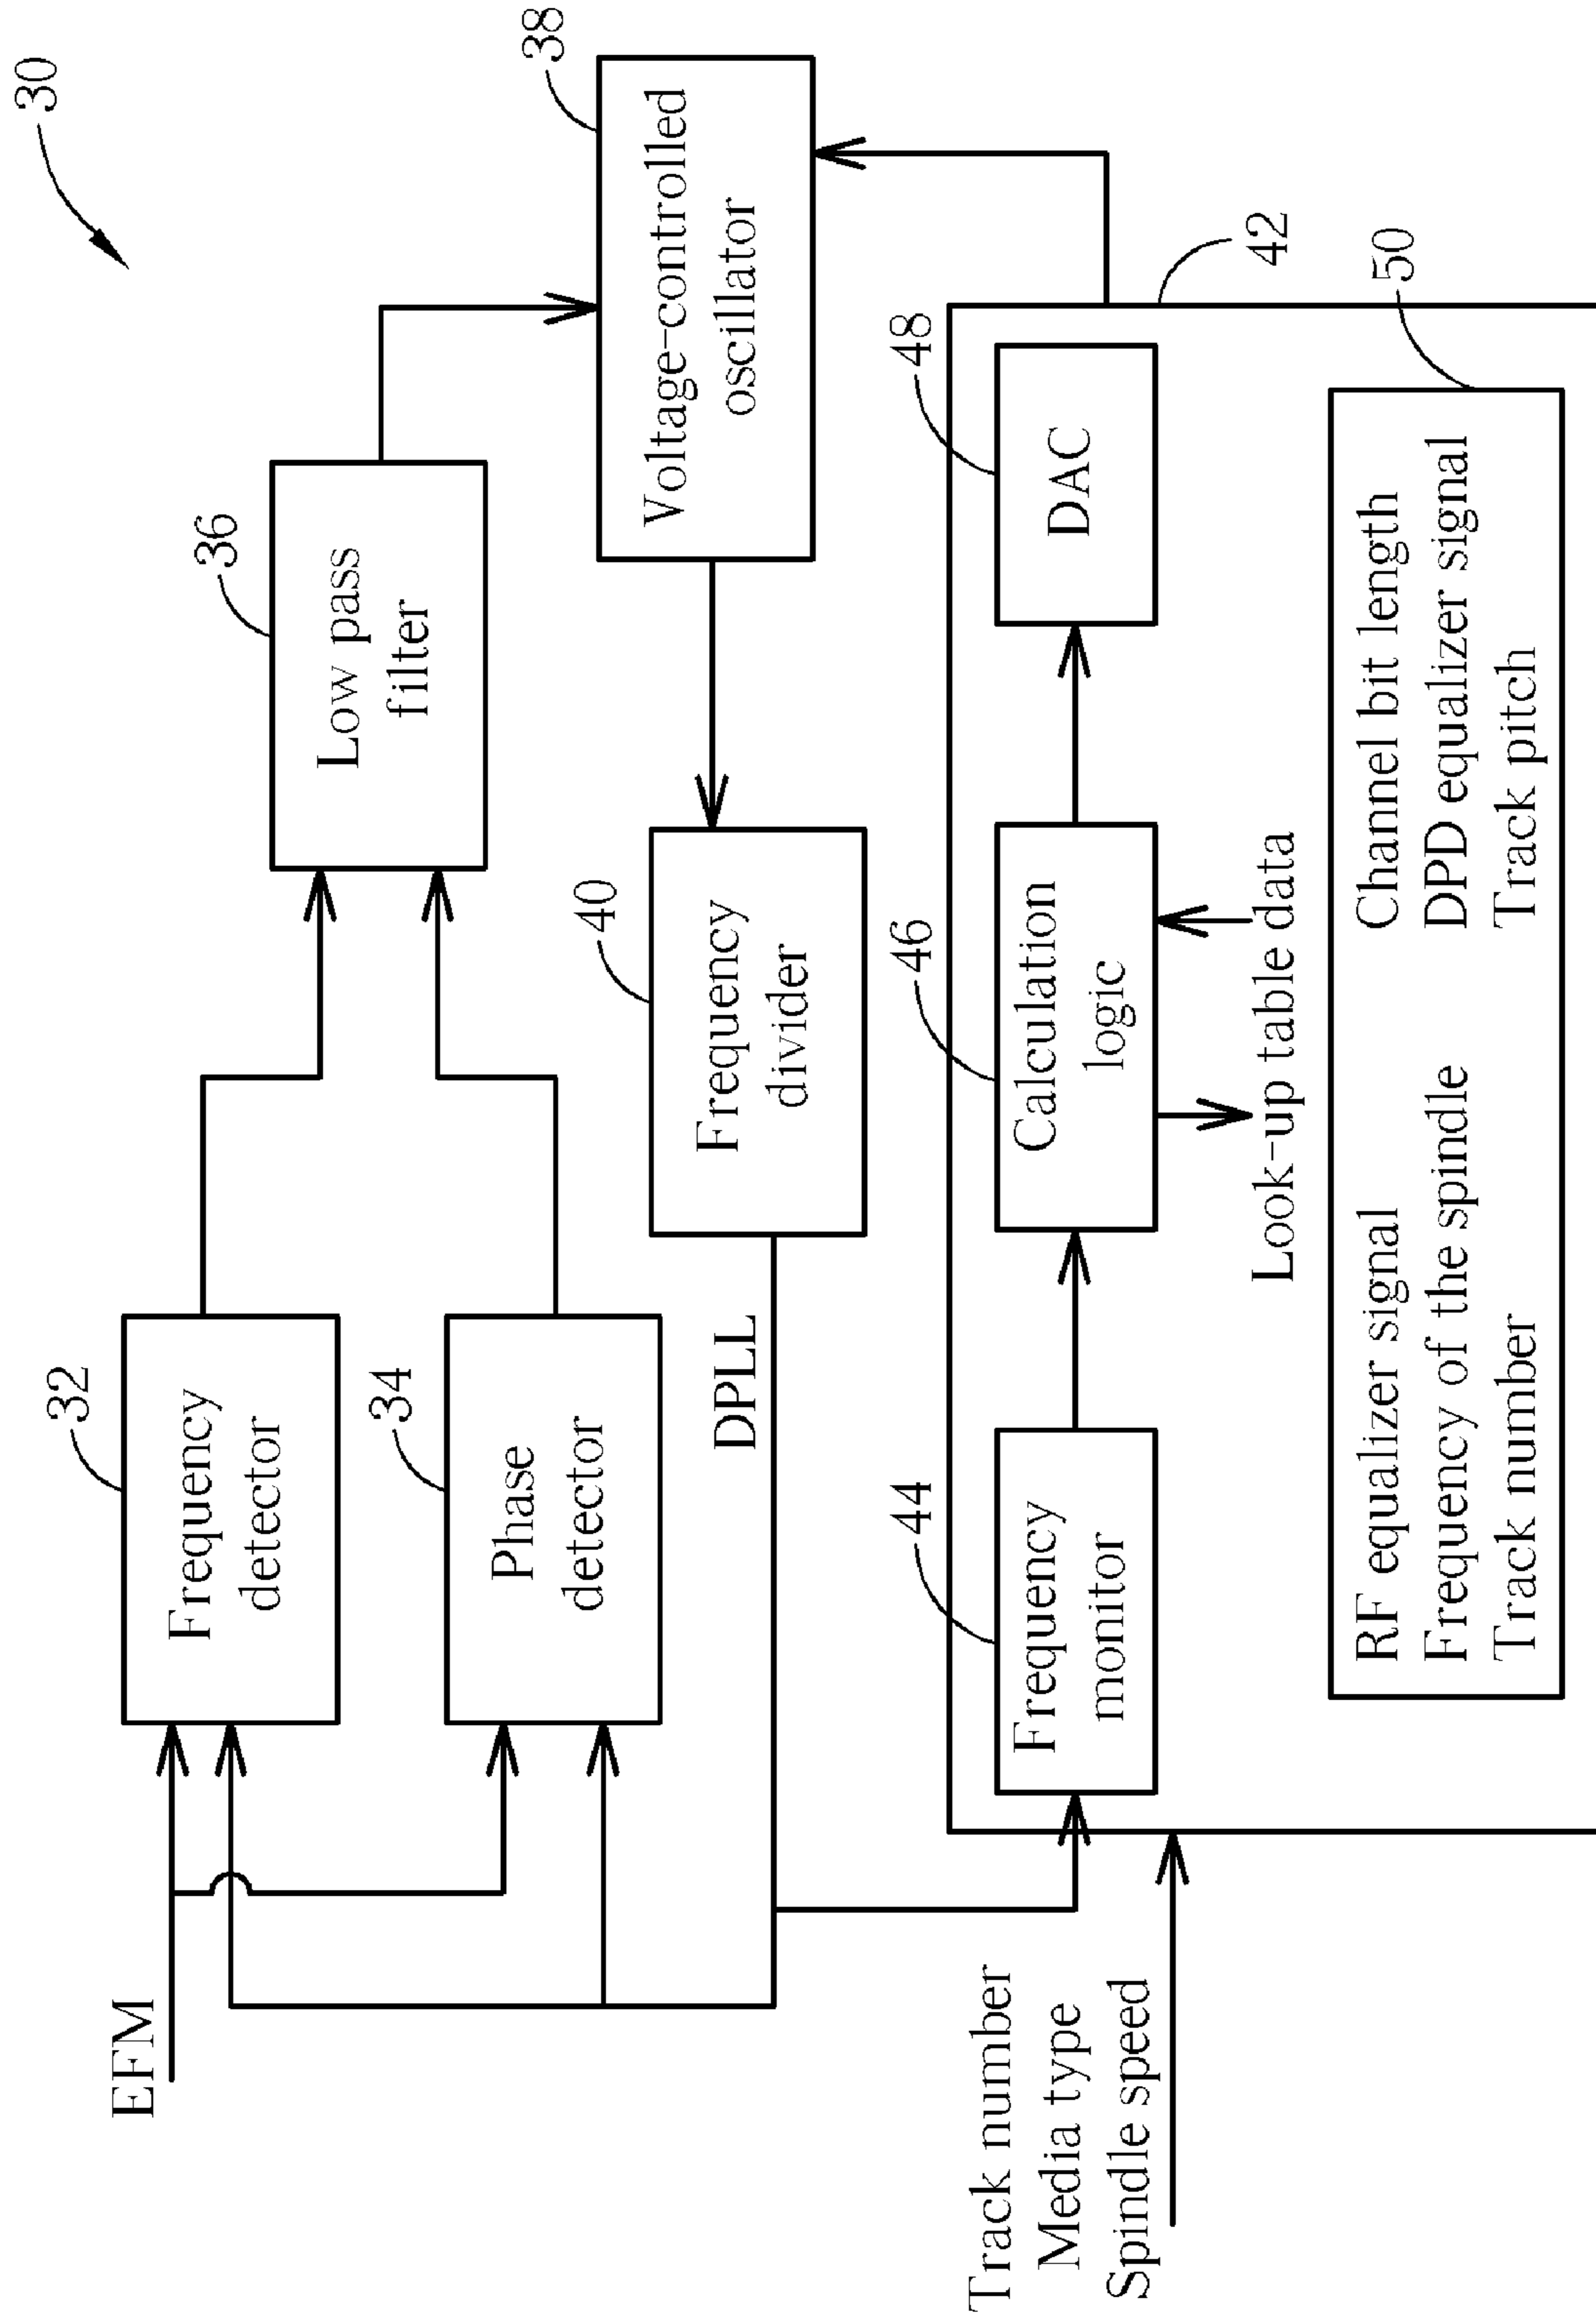 30
EFM
32
Frequency
detector
34
Phase
detector
36
Low pass
filter
38
Voltage-controlled
oscillator
40
Frequency
divider
DPLL
Track number
Media type
Spindle speed
42
44
Frequency
monitor
46
Calculation
logic
48
DAC
Look-up table data
50
RF equalizer signal
Channel bit length
Frequency of the spindle
DPD equalizer signal
Track number
Track pitch